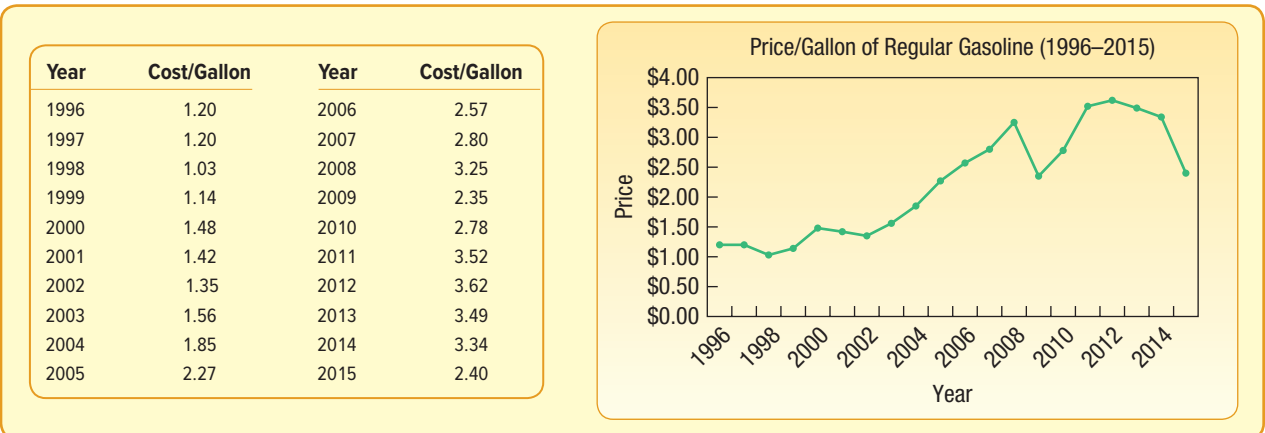 Year Cost/Gallon Year Cost/Gallon
1996 1.20 2006 2.57
1997 1.20 2007 2.80
1998 1.03 2008 3.25
1999 1.14 2009 2.35
2000 1.48 2010 2.78
2001 1.42 2011 3.52
2002 1.35 2012 3.62
2003 1.56 2013 3.49
2004 1.85 2014 3.34
2005 2.27 2015 2.40
Price/Gallon of Regular Gasoline (1996–2015)
$4.00
$3.50
$3.00
$2.50
$2.00
$1.50
$1.00
$0.50
$0.00
Price
1996 1998 2000 2002 2004 2006 2008 2010 2012 2014
Year